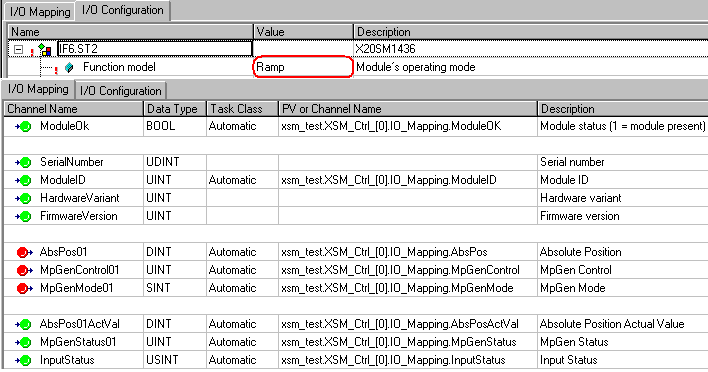 I/O Mapping I/O Configuration
Name Value Description
IF6.ST2 X20SM1436
Function model Ramp Module´s operating mode
I/O Mapping I/O Configuration
Channel Name Data Type Task Class PV or Channel Name Description
ModuleOk BOOL Automatic xsm_test.XSM_Ctrl_[0].IO_Mapping.ModuleOK Module status (1 = module present)
SerialNumber UDINT Serial number
ModuleID UINT Automatic xsm_test.XSM_Ctrl_[0].IO_Mapping.ModuleID Module ID
HardwareVariant UINT Hardware variant
FirmwareVersion UINT Firmware version
AbsPos01 DINT Automatic xsm_test.XSM_Ctrl_[0].IO_Mapping.AbsPos Absolute Position
MpGenControl01 UINT Automatic xsm_test.XSM_Ctrl_[0].IO_Mapping.MpGenControl MpGen Control
MpGenMode01 SINT Automatic xsm_test.XSM_Ctrl_[0].IO_Mapping.MpGenMode MpGen Mode
AbsPos01ActVal DINT Automatic xsm_test.XSM_Ctrl_[0].IO_Mapping.AbsPosActVal Absolute Position Actual Value
MpGenStatus01 UINT Automatic xsm_test.XSM_Ctrl_[0].IO_Mapping.MpGenStatus MpGen Status
InputStatus USINT Automatic xsm_test.XSM_Ctrl_[0].IO_Mapping.InputStatus Input Status